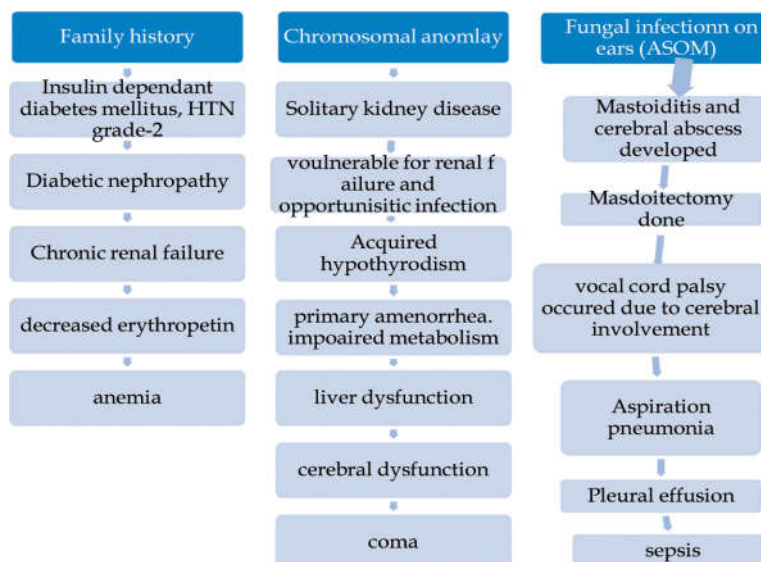 Family history
Insulin dependant
diabetes mellitus, HTN
grade-2
Diabetic nephropathy
Chronic renal failure
decreased erythropetin
anemia
Chromosomal anomlay
Solitary kidney disease
voulnerable for renal f
ailure and
opportunisitic infection
Acquired
hypothyrodism
primary amenorrhea.
impoaired metabolism
liver dysfunction
cerebral dysfunction
coma
Fungal infectionn on
ears (ASOM)
Mastoiditis and
cerebral abscess
developed
Masdoitectomy
done
vocal cord palsy
occured due to cerebral
involvement
Aspiration
pneumonia
Pleural effusion
sepsis